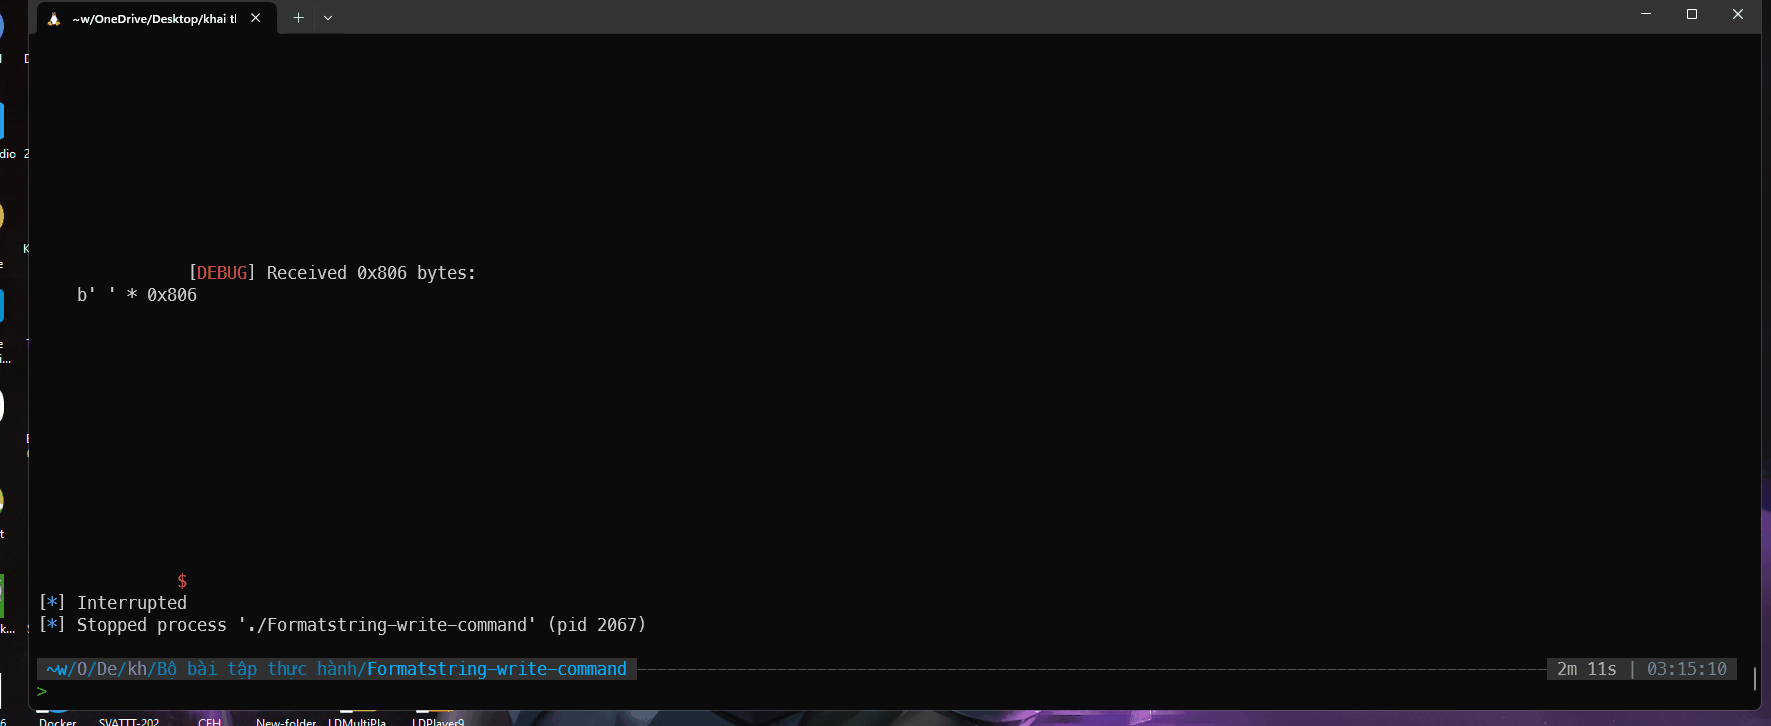 ~w/OneDrive/Desktop/khai tl
[DEBUG] Received 0x806 bytes:
b' ' * 0x806
$
[*] Interrupted
[*] Stopped process './Formatstring-write-command' (pid 2067)
~w/O/De/kh/Bộ bài tập thực hành/Formatstring-write-command
2m 11s | 03:15:10
>
dio 2
Docker SVATTT-202 CEH New-folder LDMultiPla LDPlayer9